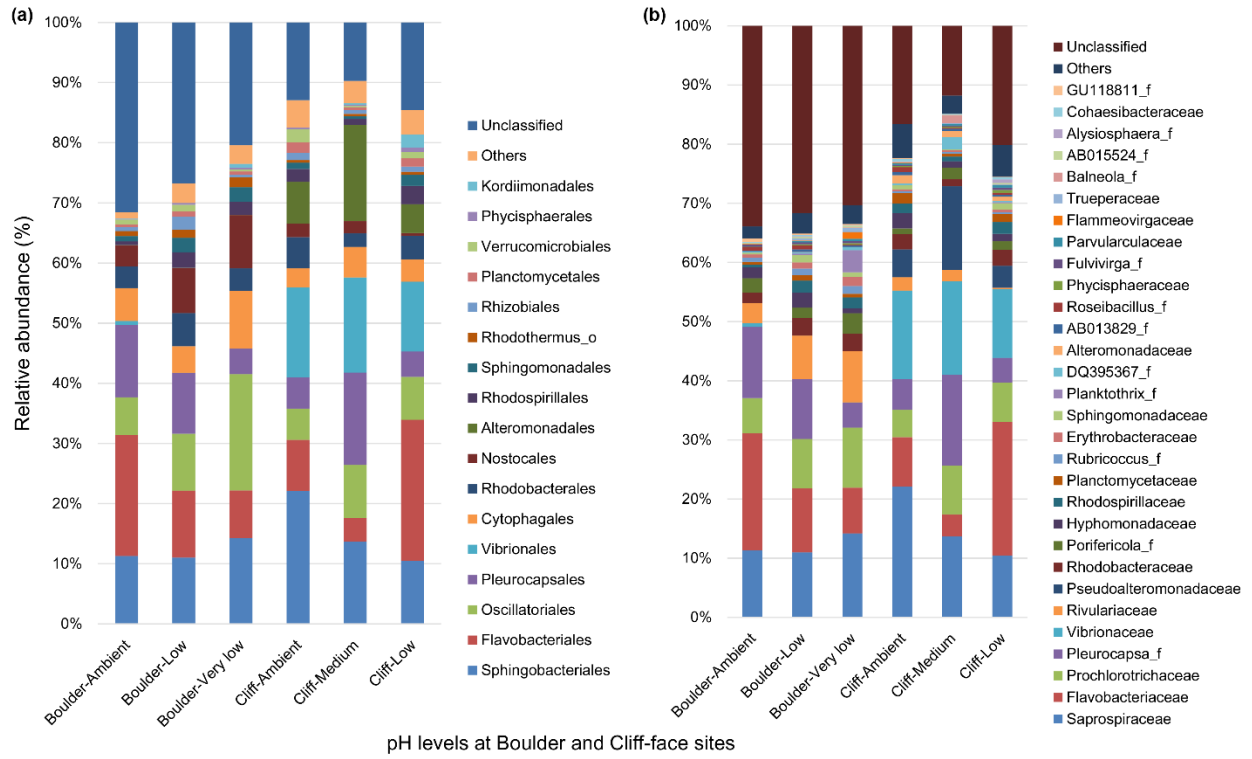 (a)
100%
90%
80%
70%
60%
50%
40%
30%
20%
10%
0%
Relative abundance (%)
Boulder-Ambient
Boulder-Low
Boulder-Very low
Cliff-Ambient
Cliff-Medium
Cliff-Low
Unclassified
Others
Kordiimonadales
Phycisphaerales
Verrucomicrobiales
Planctomycetales
Rhizobiales
Rhodothermus_o
Sphingomonadales
Rhodospirillales
Alteromonadales
Nostocales
Rhodobacterales
Cytophagales
Vibrionales
Pleurocapsales
Oscillatoriales
Flavobacteriales
Sphingobacteriales
(b)
100%
90%
80%
70%
60%
50%
40%
30%
20%
10%
0%
Boulder-Ambient
Boulder-Low
Boulder-Very low
Cliff-Ambient
Cliff-Medium
Cliff-Low
Unclassified
Others
GU118811_f
Cohaesibacteraceae
Alysiosphaera_f
AB015524_f
Balneola_f
Trueperaceae
Flammeovirgaceae
Parvularculaceae
Fulvivirga_f
Phycisphaeraceae
Roseibacillus_f
AB013829_f
Alteromonadaceae
DQ395367_f
Planktothrix_f
Sphingomonadaceae
Erythrobacteraceae
Rubricoccus_f
Planctomycetaceae
Rhodospirillaceae
Hyphomonadaceae
Porifericola_f
Rhodobacteraceae
Pseudoalteromonadaceae
Rivulariaceae
Vibrionaceae
Pleurocapsa_f
Prochlorotrichaceae
Flavobacteriaceae
Saprospiraceae
pH levels at Boulder and Cliff-face sites